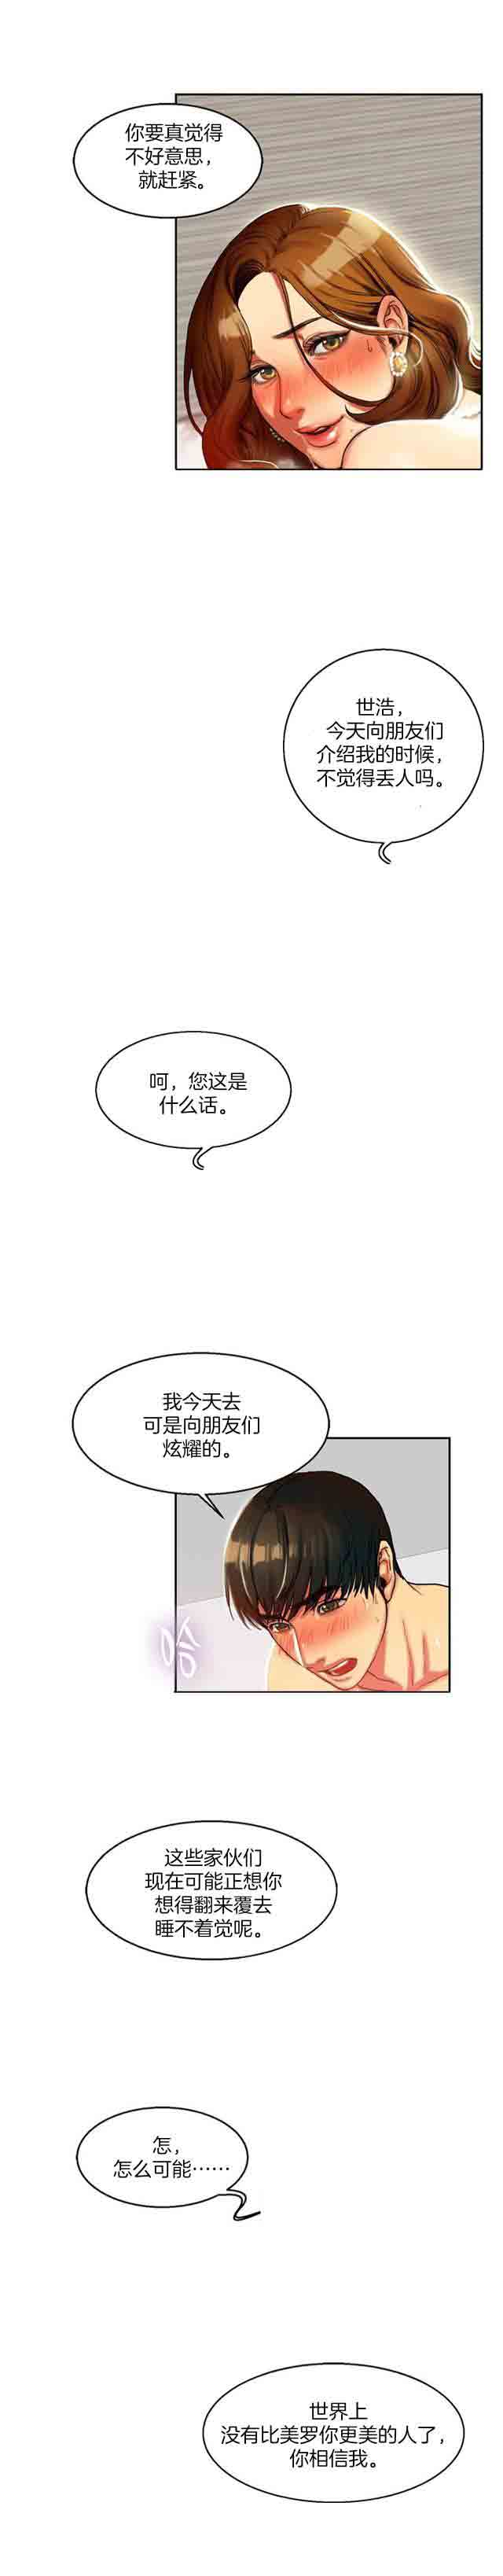 你要真觉得
不好意思，
就赶紧。
世浩，
今天向朋友们
介绍我的时候，
不觉得丢人吗。
呵，您这是
什么话。
我今天去
可是向朋友们
炫耀的。
哈
这些家伙们
现在可能正想你
想得翻来覆去
睡不着觉呢。
怎，
怎么可能……
世界上
没有比美罗你更美的人了，
你相信我。